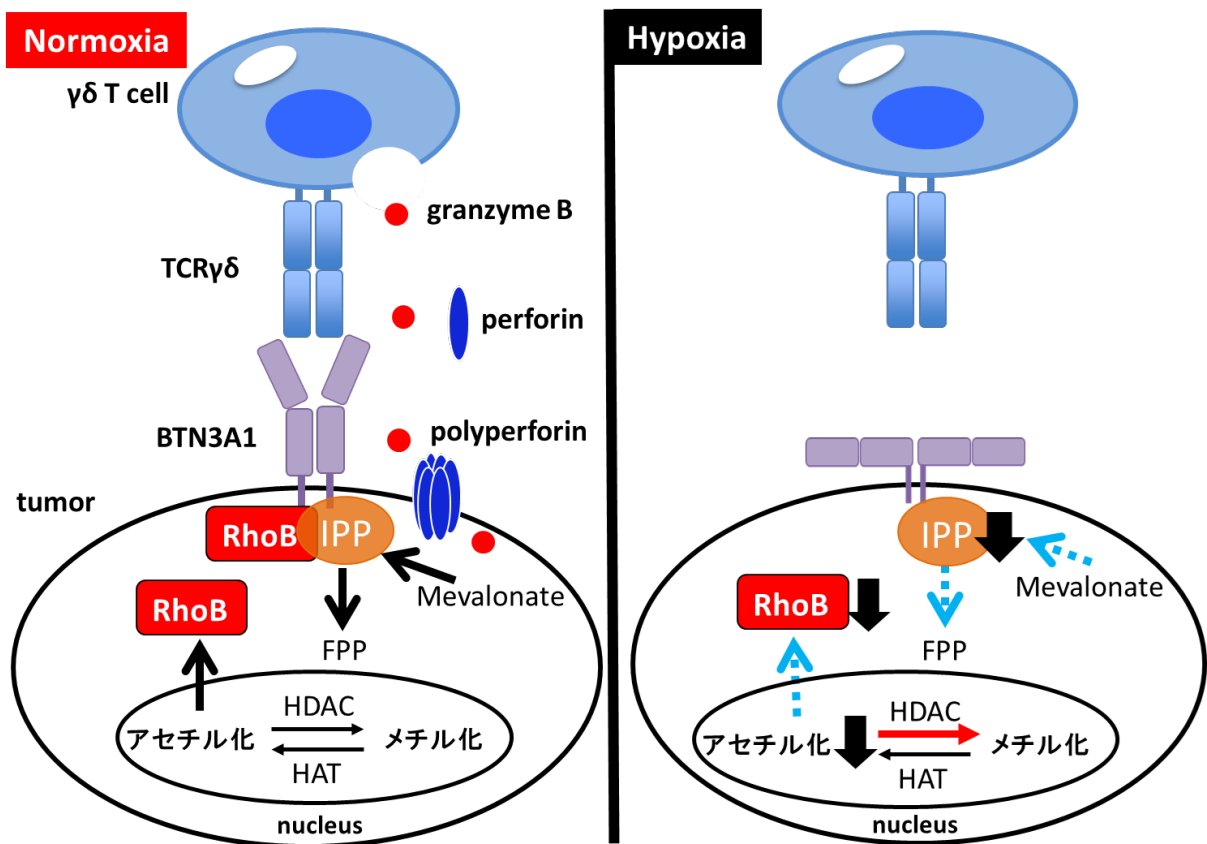 Normoxia
γδ T cell
granzyme B
TCRγδ
perforin
BTN3A1
polyperforin
tumor
RhoB
IPP
Mevalonate
RhoB
FPP
HDAC
アセチル化
メチル化
HAT
nucleus
Hypoxia
IPP
Mevalonate
RhoB
FPP
HDAC
アセチル化
メチル化
HAT
nucleus